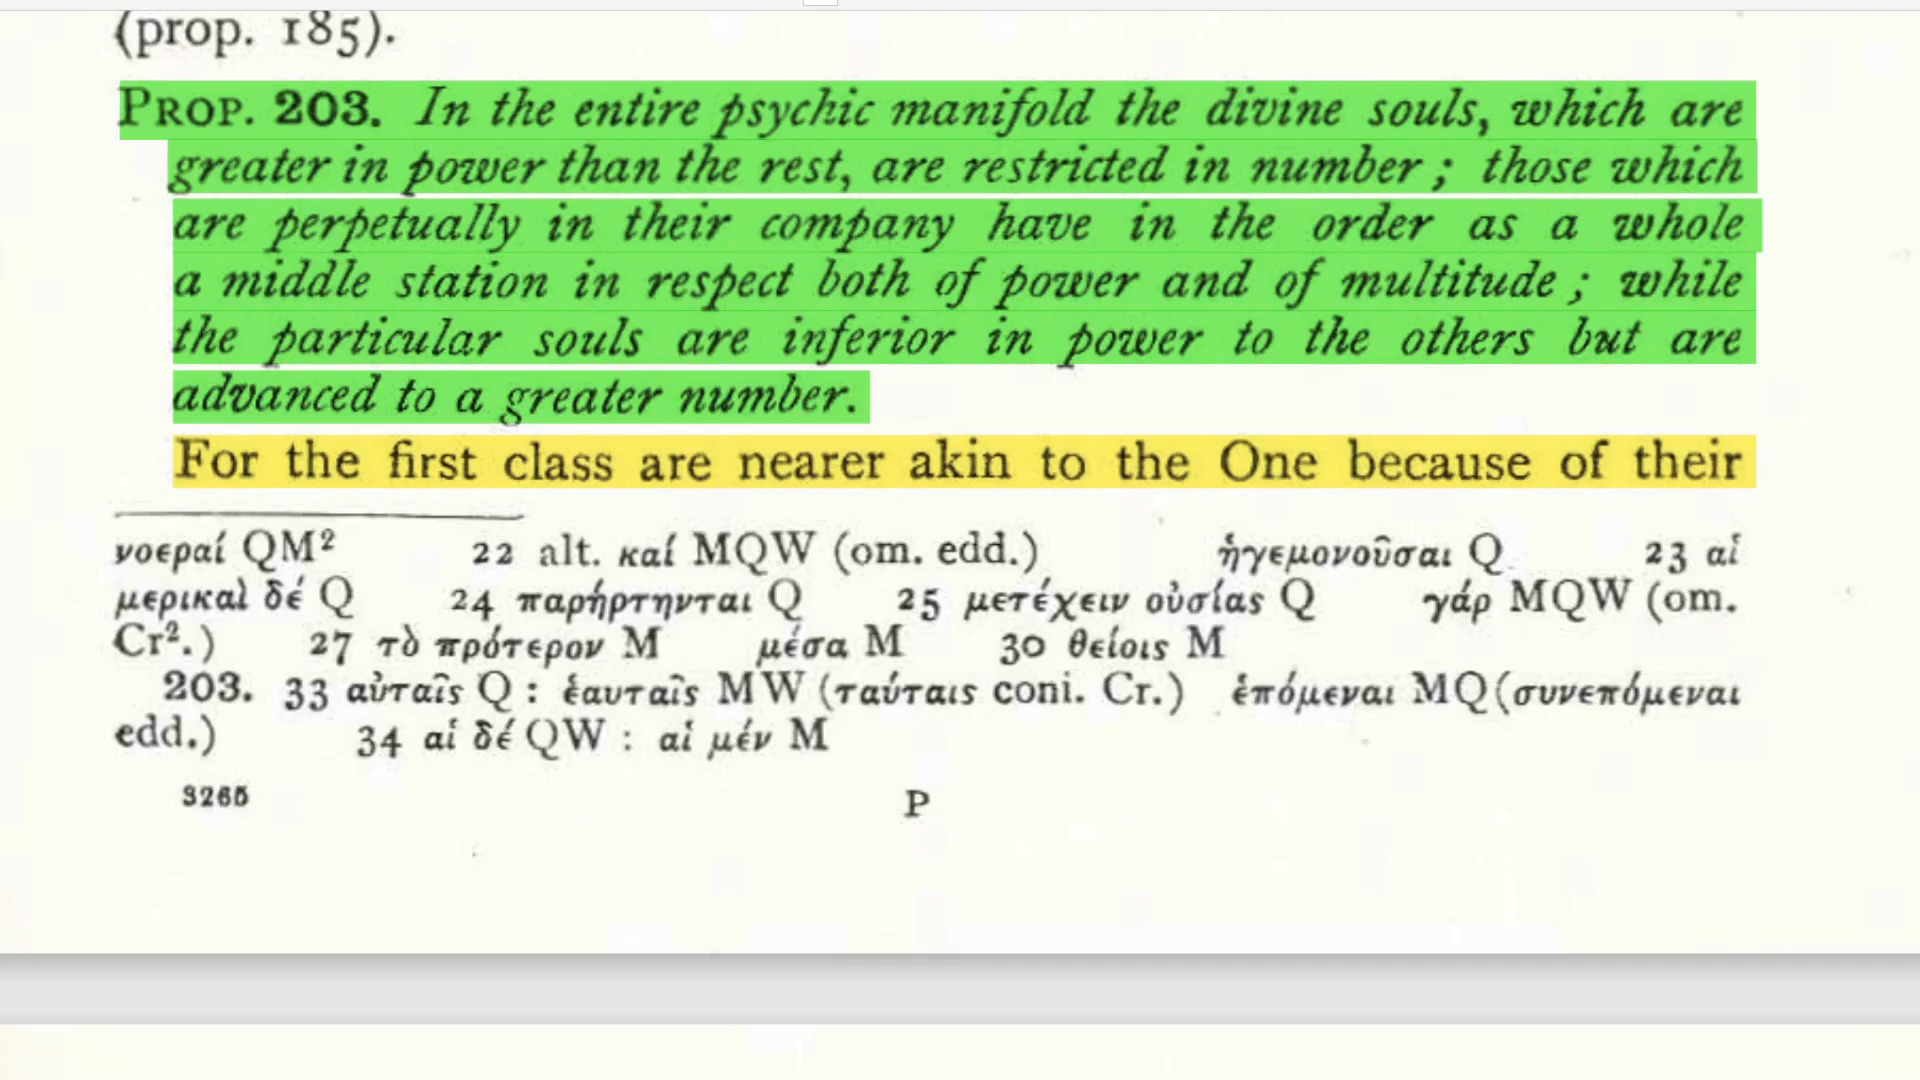 (prop. 185).
PROP. 203. In the entire psychic manifold the divine souls, which are
greater in power than the rest, are restricted in number ; those which
are perpetually in their company have in the order as a whole
a middle station in respect both of power and of multitude ; while
the particular souls are inferior in power to the others but are
advanced to a greater number.
For the first class are nearer akin to the One because of their
νοεραί QM² 22 alt. καί MQW (om. edd.) ἡγεμονοῦσαι Q 23 αἱ
μερικαὶ δέ Q 24 παρήρτηνται Q 25 μετέχειν οὐσίας Q γάρ MQW (om.
Cr².) 27 τὸ πρότερον M μέσα M 30 θείοις M
203. 33 αὐταῖς Q : ἑαυταῖς MW (ταύταις coni. Cr.) ἑπόμεναι MQ (συνεπόμεναι
edd.) 34 αἱ δέ QW : αἱ μέν M
3265 P